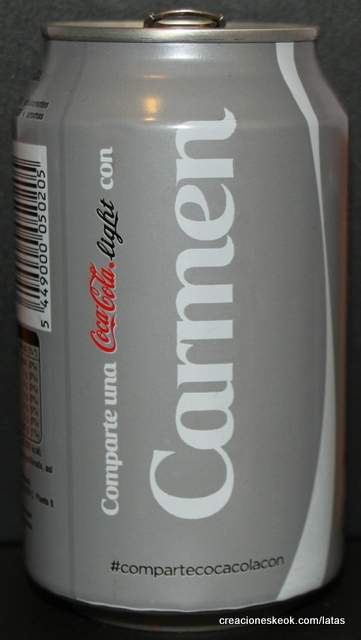 Comparte una Coca-Cola light con
Carmen
#compartecocacolacon
5 449000 050205
creacioneskeok.com/latas